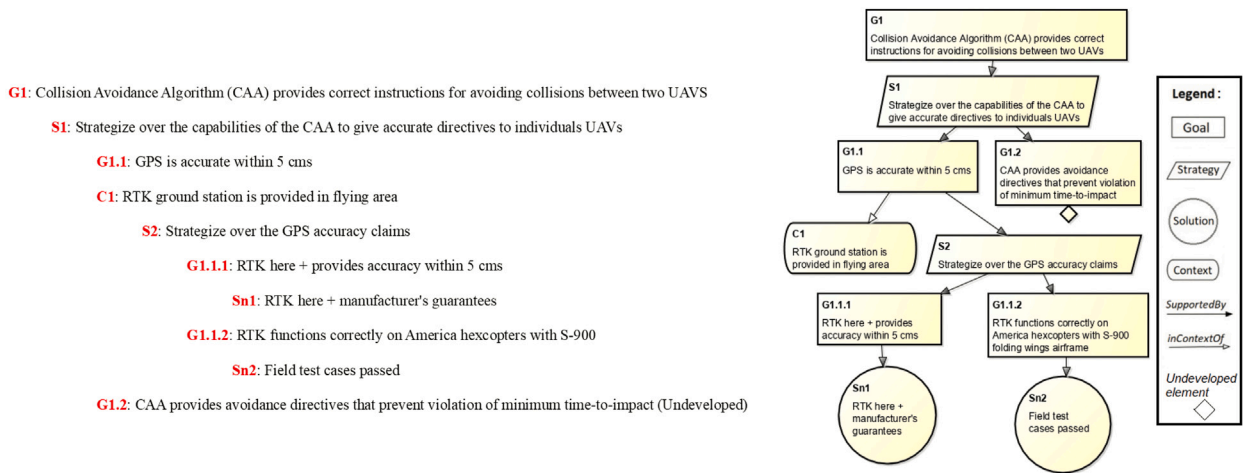 G1: Collision Avoidance Algorithm (CAA) provides correct instructions for avoiding collisions between two UAVS
S1: Strategize over the capabilities of the CAA to give accurate directives to individuals UAVs
G1.1: GPS is accurate within 5 cms
C1: RTK ground station is provided in flying area
S2: Strategize over the GPS accuracy claims
G1.1.1: RTK here + provides accuracy within 5 cms
Sn1: RTK here + manufacturer's guarantees
G1.1.2: RTK functions correctly on America hexcopters with S-900
Sn2: Field test cases passed
G1.2: CAA provides avoidance directives that prevent violation of minimum time-to-impact (Undeveloped)
G1
Collision Avoidance Algorithm (CAA) provides correct
instructions for avoiding collisions between two UAVs
S1
Strategize over the capabilities of the CAA
to give accurate directives to individuals UAVs
G1.1
GPS is accurate within 5 cms
G1.2
CAA provides avoidance
directives that prevent violation
of minimum time-to-impact
C1
RTK ground station is
provided in flying area
S2
Strategize over the GPS accuracy claims
G1.1.1
RTK here + provides
accuracy within 5 cms
G1.1.2
RTK functions correctly on
America hexcopters with S-900
folding wings airframe
Sn1
RTK here +
manufacturer's
guarantees
Sn2
Field test
cases passed
Legend :
Goal
Strategy
Solution
Context
SupportedBy
inContextOf
Undeveloped
element